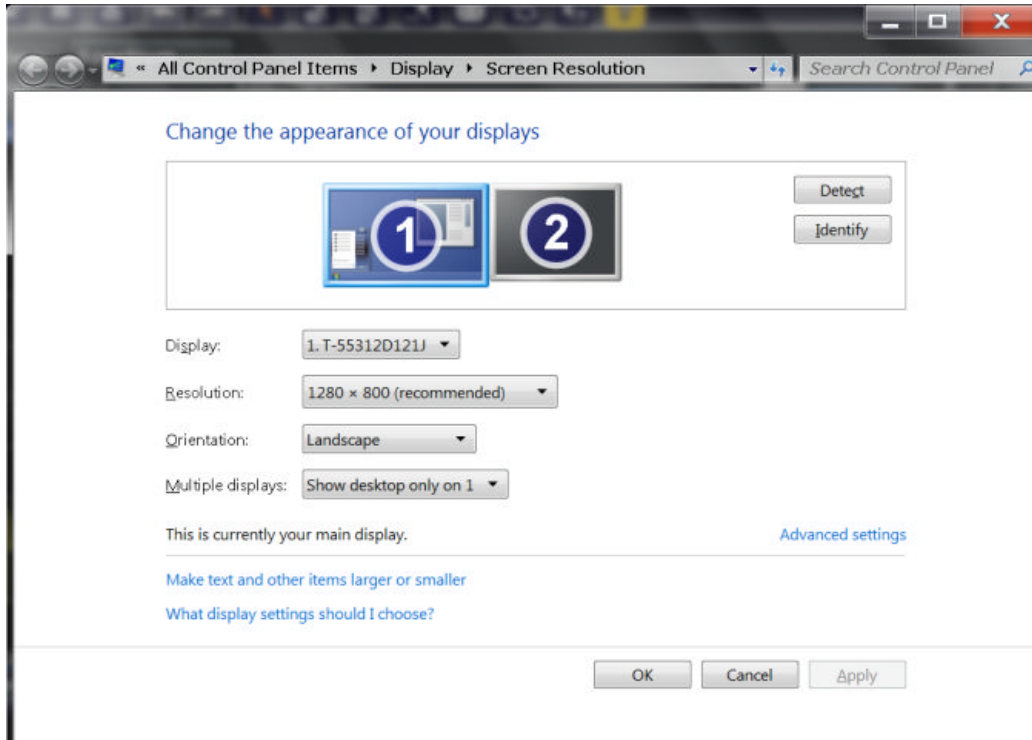 « All Control Panel Items ▸ Display ▸ Screen Resolution Search Control Panel
Change the appearance of your displays
1 2
Detect
Identify
Display: 1. T-55312D121J
Resolution: 1280 × 800 (recommended)
Orientation: Landscape
Multiple displays: Show desktop only on 1
This is currently your main display. Advanced settings
Make text and other items larger or smaller
What display settings should I choose?
OK Cancel Apply